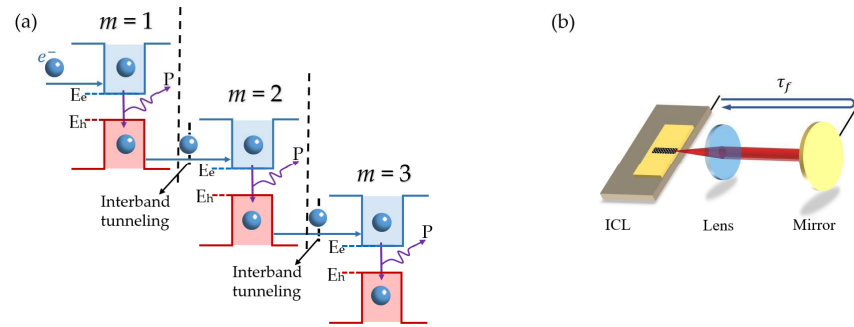 (a)
m = 1
e⁻
P
Ee
Eh
m = 2
P
Ee
Interband
tunneling
Eh
m = 3
P
Ee
Interband
tunneling
Eh
(b)
τf
ICL
Lens
Mirror